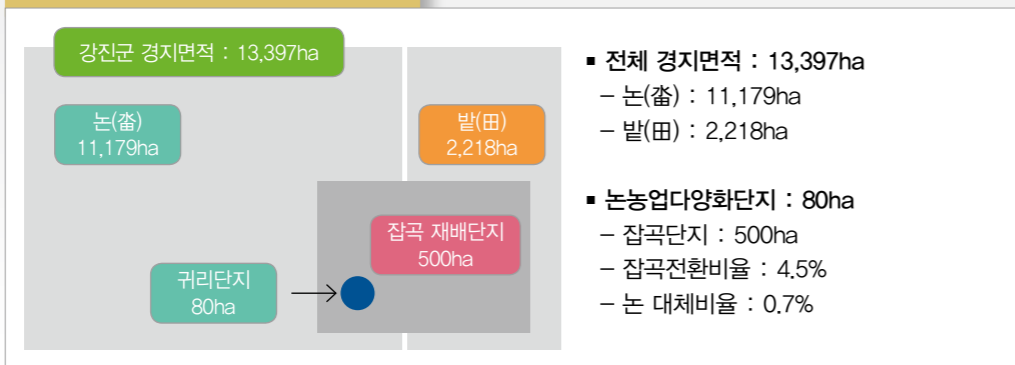 강진군 경지면적 : 13,397ha
논(畓)
11,179ha
밭(田)
2,218ha
잡곡 재배단지
500ha
귀리단지
80ha
▪ 전체 경지면적 : 13,397ha
– 논(畓) : 11,179ha
– 밭(田) : 2,218ha
▪ 논농업다양화단지 : 80ha
– 잡곡단지 : 500ha
– 잡곡전환비율 : 4.5%
– 논 대체비율 : 0.7%